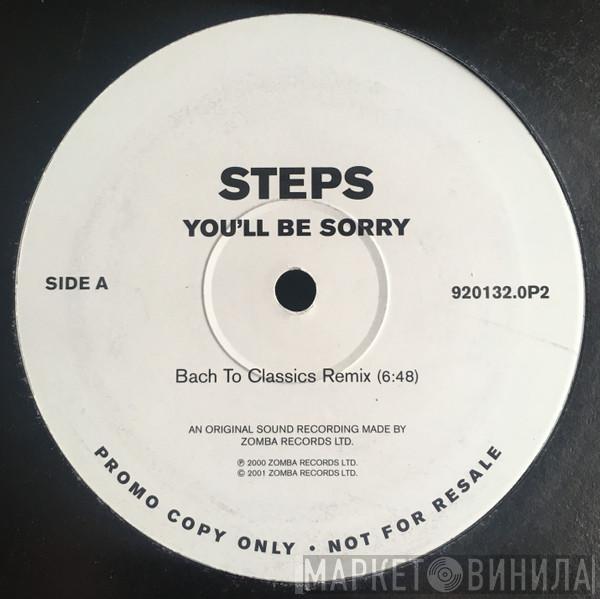 STEPS
YOU'LL BE SORRY
SIDE A
920132.0P2
Bach To Classics Remix (6:48)
AN ORIGINAL SOUND RECORDING MADE BY
ZOMBA RECORDS LTD.
℗ 2000 ZOMBA RECORDS LTD.
© 2001 ZOMBA RECORDS LTD.
PROMO COPY ONLY • NOT FOR RESALE
МАРКЕТ ВИНИЛА